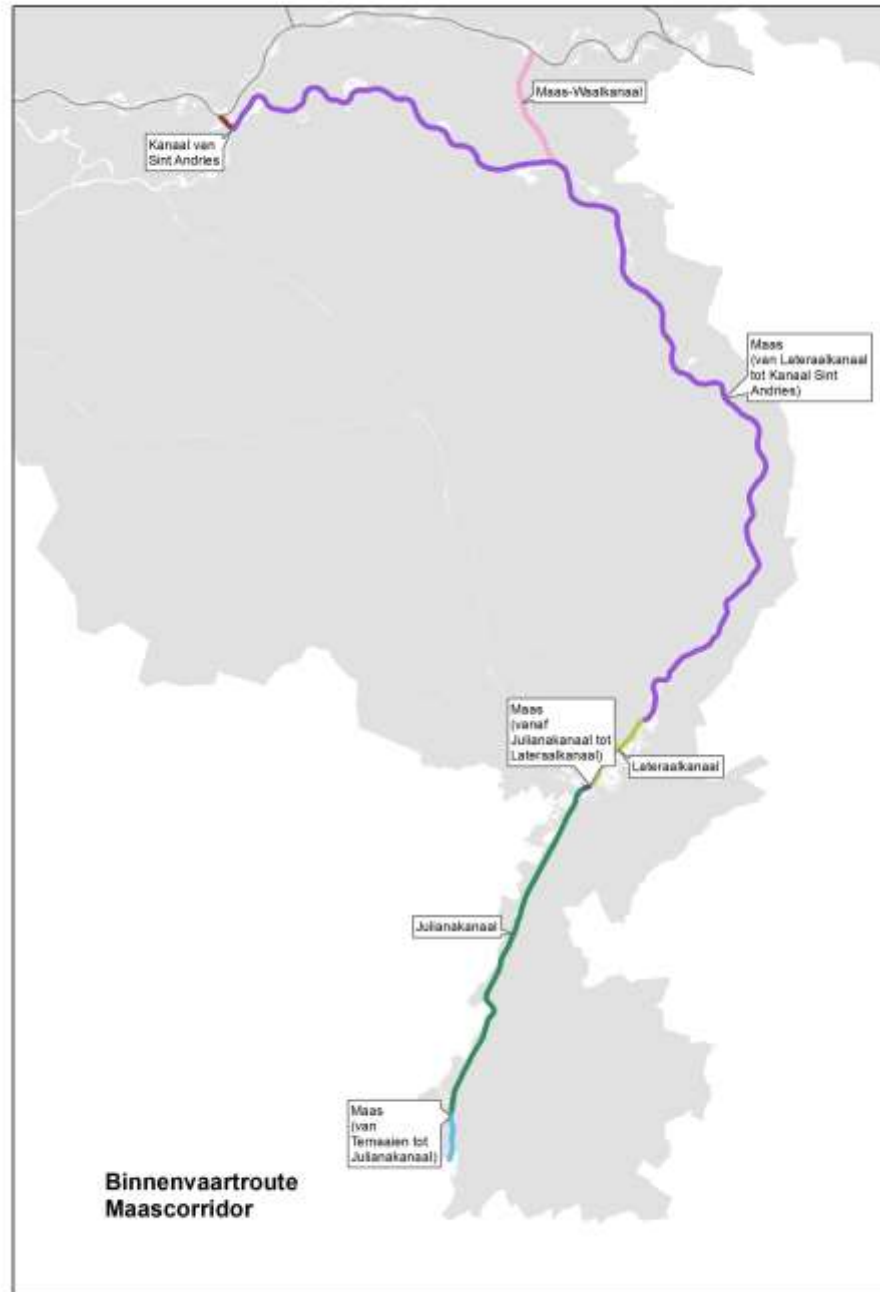 Maas-Waalkanaal
Kanaal van
Sint Andries
Maas
(van Lateraalkanaal
tot Kanaal Sint
Andries)
Maas
(vanaf
Julianakanaal tot
Lateraalkanaal)
Lateraalkanaal
Julianakanaal
Maas
(van
Ternaaien tot
Julianakanaal)
Binnenvaartroute
Maascorridor